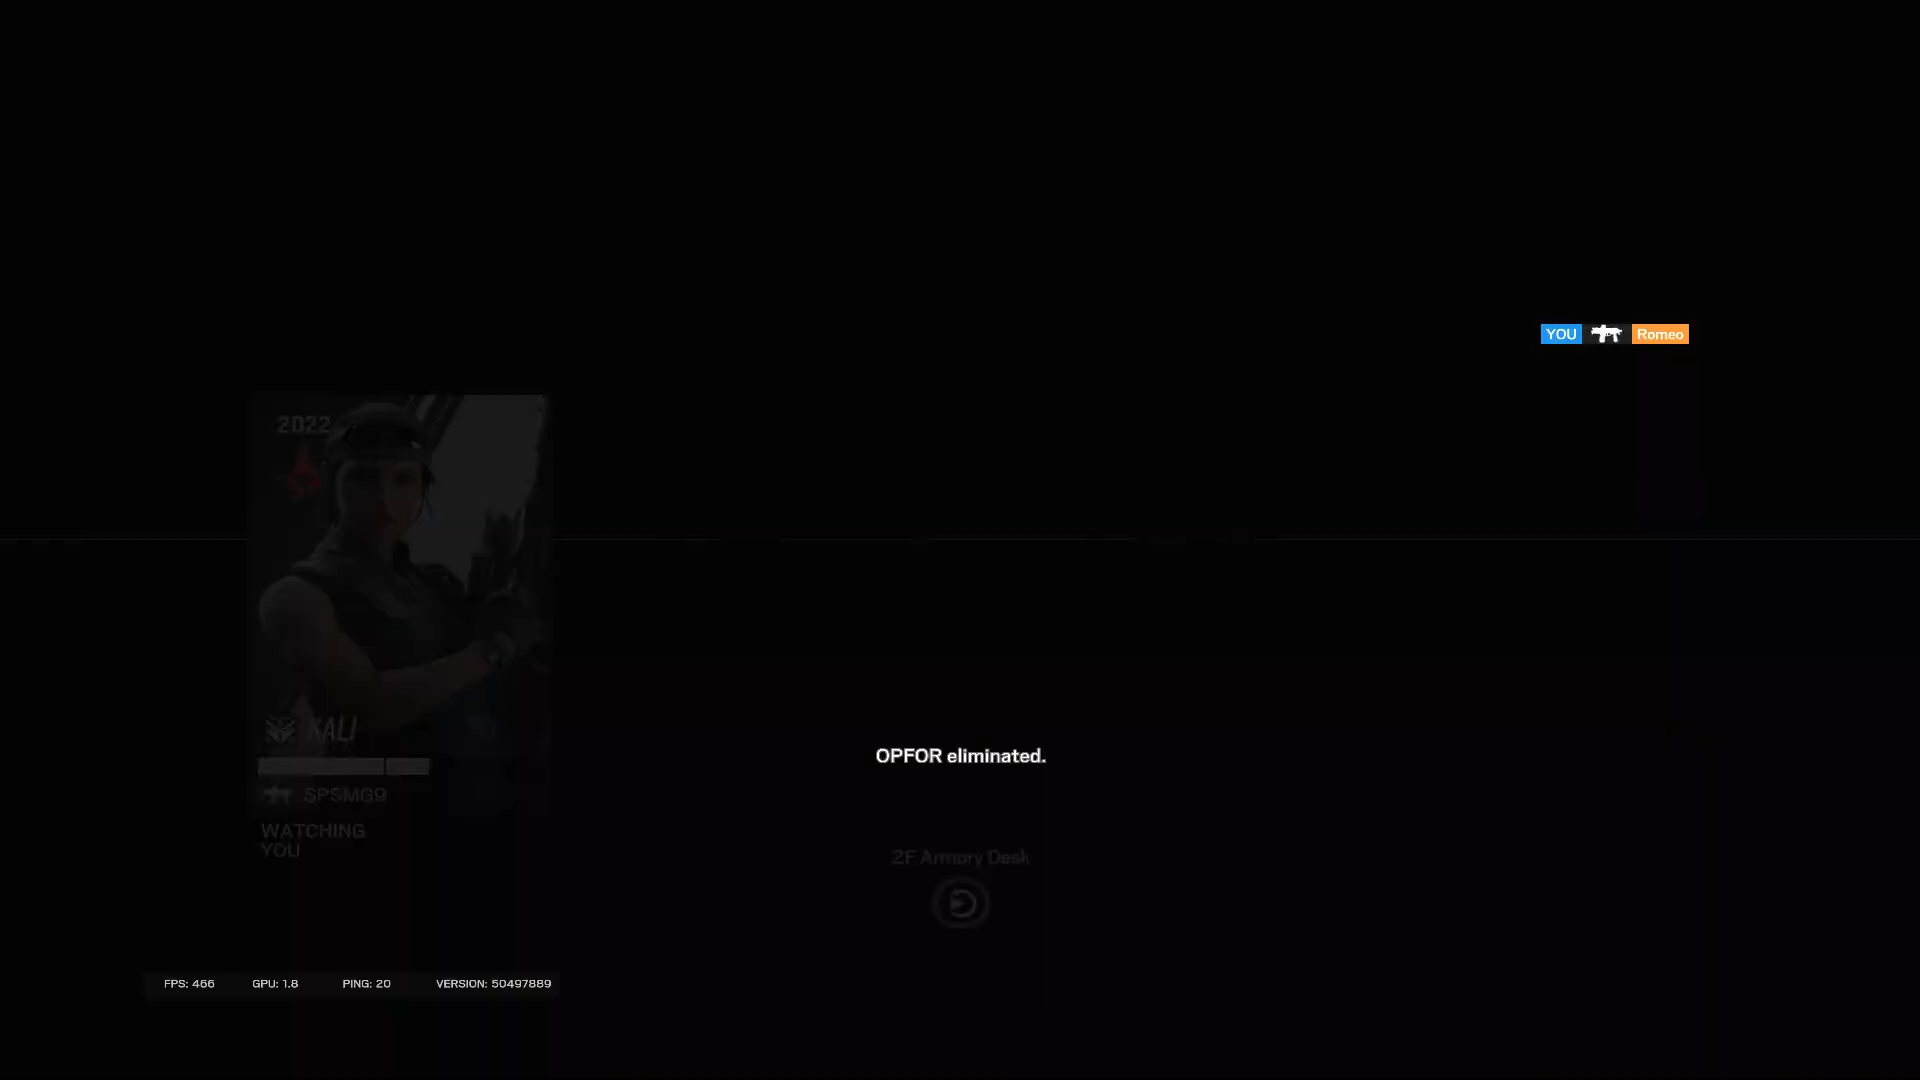 YOU Romeo
2022
KALI
SPSMG9
WATCHING
YOU
OPFOR eliminated.
2F Armory Desk
FPS: 466 GPU: 1.8 PING: 20 VERSION: 50497889